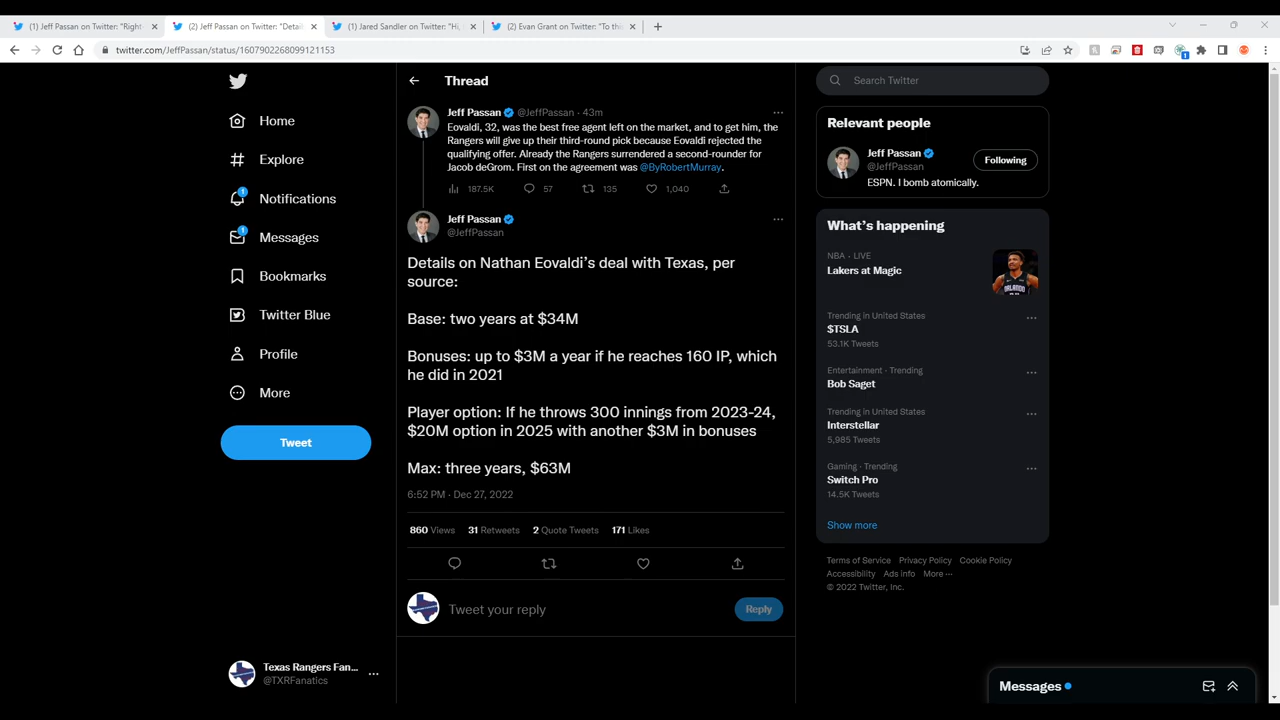 (1) Jeff Passan on Twitter: "Right-
(2) Jeff Passan on Twitter: "Detai
(1) Jared Sandler on Twitter: "Hi,
(2) Evan Grant on Twitter: "To thi
twitter.com/JeffPassan/status/1607902268099121153
1
Home
Explore
1
Notifications
1
Messages
Bookmarks
Twitter Blue
Profile
More
Tweet
Texas Rangers Fan...
@TXRFanatics
Thread
Jeff Passan @JeffPassan · 43m
Eovaldi, 32, was the best free agent left on the market, and to get him, the
Rangers will give up their third-round pick because Eovaldi rejected the
qualifying offer. Already the Rangers surrendered a second-rounder for
Jacob deGrom. First on the agreement was @ByRobertMurray.
187.5K 57 135 1,040
Jeff Passan
@JeffPassan
Details on Nathan Eovaldi's deal with Texas, per
source:
Base: two years at $34M
Bonuses: up to $3M a year if he reaches 160 IP, which
he did in 2021
Player option: If he throws 300 innings from 2023-24,
$20M option in 2025 with another $3M in bonuses
Max: three years, $63M
6:52 PM · Dec 27, 2022
860 Views 31 Retweets 2 Quote Tweets 171 Likes
Tweet your reply
Reply
Search Twitter
Relevant people
Jeff Passan
@JeffPassan
Following
ESPN. I bomb atomically.
What's happening
NBA · LIVE
Lakers at Magic
Trending in United States
$TSLA
53.1K Tweets
Entertainment · Trending
Bob Saget
Trending in United States
Interstellar
5,985 Tweets
Gaming · Trending
Switch Pro
14.5K Tweets
Show more
Terms of Service Privacy Policy Cookie Policy
Accessibility Ads info More ···
© 2022 Twitter, Inc.
Messages